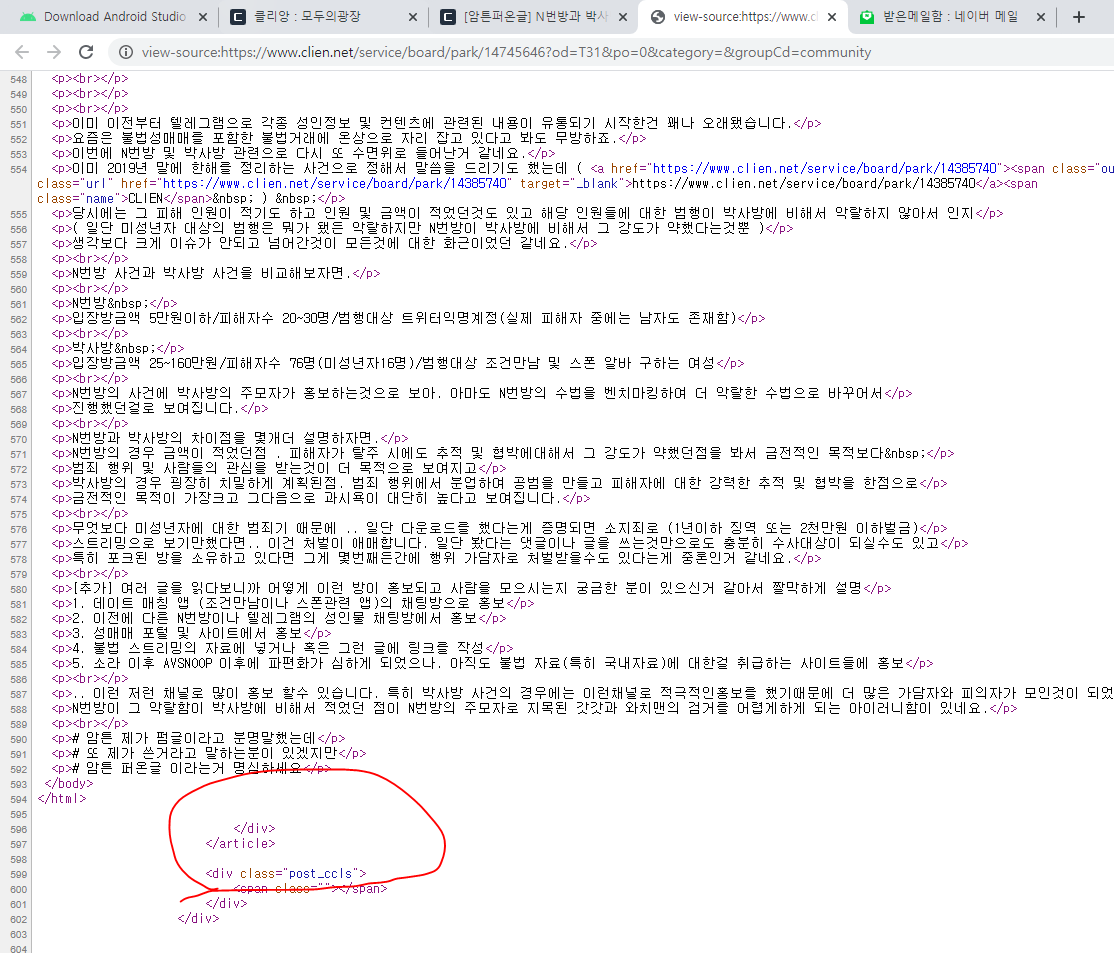 Download Android Studio
클리앙 : 모두의광장
[암튼퍼온글] N번방과 박사
view-source:https://www.cl
받은메일함 : 네이버 메일
view-source:https://www.clien.net/service/board/park/14745646?od=T31&po=0&category=&groupCd=community
548 <p><br></p>
549 <p><br></p>
550 <p><br></p>
551 <p>이미 이전부터 텔레그램으로 각종 성인정보 및 컨텐츠에 관련된 내용이 유통되기 시작한건 꽤나 오래됐습니다.</p>
552 <p>요즘은 불법성매매를 포함한 불법거래에 온상으로 자리 잡고 있다고 봐도 무방하죠.</p>
553 <p>이번에 N번방 및 박사방 관련으로 다시 또 수면위로 들어난거 같네요.</p>
554 <p>이미 2019년 말에 한해를 정리하는 사건으로 정해서 말씀을 드리기도 했는데 ( <a href="https://www.clien.net/service/board/park/14385740"><span class="ou
class="url" href="https://www.clien.net/service/board/park/14385740" target="_blank">https://www.clien.net/service/board/park/14385740</a><span
class="name">CLIEN</span>&nbsp; ) &nbsp;</p>
555 <p>당시에는 그 피해 인원이 적기도 하고 인원 및 금액이 적었던것도 있고 해당 인원들에 대한 범행이 박사방에 비해서 악랄하지 않아서 인지</p>
556 <p>( 일단 미성년자 대상의 범행은 뭐가 됐든 악랄하지만 N번방이 박사방에 비해서 그 강도가 약했다는것뿐 )</p>
557 <p>생각보다 크게 이슈가 안되고 넘어간것이 모든것에 대한 화근이었던 같네요.</p>
558 <p><br></p>
559 <p>N번방 사건과 박사방 사건을 비교해보자면.</p>
560 <p><br></p>
561 <p>N번방&nbsp;</p>
562 <p>입장방금액 5만원이하/피해자수 20~30명/범행대상 트위터익명계정(실제 피해자 중에는 남자도 존재함)</p>
563 <p><br></p>
564 <p>박사방&nbsp;</p>
565 <p>입장방금액 25~160만원/피해자수 76명(미성년자16명)/범행대상 조건만남 및 스폰 알바 구하는 여성</p>
566 <p><br></p>
567 <p>N번방의 사건에 박사방의 주모자가 홍보하는것으로 보아. 아마도 N번방의 수법을 벤치마킹하여 더 악랄한 수법으로 바꾸어서</p>
568 <p>진행했던걸로 보여집니다.</p>
569 <p><br></p>
570 <p>N번방과 박사방의 차이점을 몇개더 설명하자면.</p>
571 <p>N번방의 경우 금액이 적었던점 . 피해자가 탈주 시에도 추적 및 협박에대해서 그 강도가 약했던점을 봐서 금전적인 목적보다&nbsp;</p>
572 <p>범죄 행위 및 사람들의 관심을 받는것이 더 목적으로 보여지고</p>
573 <p>박사방의 경우 굉장히 치밀하게 계획된점. 범죄 행위에서 분업하여 공범을 만들고 피해자에 대한 강력한 추적 및 협박을 한점으로</p>
574 <p>금전적인 목적이 가장크고 그다음으로 과시욕이 대단히 높다고 보여집니다.</p>
575 <p><br></p>
576 <p>무엇보다 미성년자에 대한 범죄기 때문에 .. 일단 다운로드를 했다는게 증명되면 소지죄로 (1년이하 징역 또는 2천만원 이하벌금)</p>
577 <p>스트리밍으로 보기만했다면.. 이건 처벌이 애매합니다. 일단 봤다는 댓글이나 글을 쓰는것만으로도 충분히 수사대상이 되실수도 있고</p>
578 <p>특히 포크된 방을 소유하고 있다면 그게 몇번째든간에 행위 가담자로 처벌받을수도 있다는게 중론인거 같네요.</p>
579 <p><br></p>
580 <p>[추가] 여러 글을 읽다보니까 어떻게 이런 방이 홍보되고 사람을 모으시는지 궁금한 분이 있으신거 같아서 짤막하게 설명</p>
581 <p>1. 데이트 매칭 앱 (조건만남이나 스폰관련 앱)의 채팅방으로 홍보</p>
582 <p>2. 이전에 다른 N번방이나 텔레그램의 성인물 채팅방에서 홍보</p>
583 <p>3. 성매매 포털 및 사이트에서 홍보</p>
584 <p>4. 불법 스트리밍의 자료에 넣거나 혹은 그런 글에 링크를 작성</p>
585 <p>5. 소라 이후 AVSNOOP 이후에 파편화가 심하게 되었으나. 아직도 불법 자료(특히 국내자료)에 대한걸 취급하는 사이트들에 홍보</p>
586 <p><br></p>
587 <p>.. 이런 저런 채널로 많이 홍보 할수 있습니다. 특히 박사방 사건의 경우에는 이런채널로 적극적인홍보를 했기때문에 더 많은 가담자와 피의자가 모인것이 되었
588 <p>N번방이 그 악랄함이 박사방에 비해서 적었던 점이 N번방의 주모자로 지목된 갓갓과 와치맨의 검거를 어렵게하게 되는 아이러니함이 있네요.</p>
589 <p><br></p>
590 <p># 암튼 제가 펌글이라고 분명말했는데</p>
591 <p># 또 제가 쓴거라고 말하는분이 있겠지만</p>
592 <p># 암튼 퍼온글 이라는거 명심하세요</p>
593 </body>
594 </html>
595
596 </div>
597 </article>
598
599 <div class="post_ccls">
600 <span class=""></span>
601 </div>
602 </div>
603
604